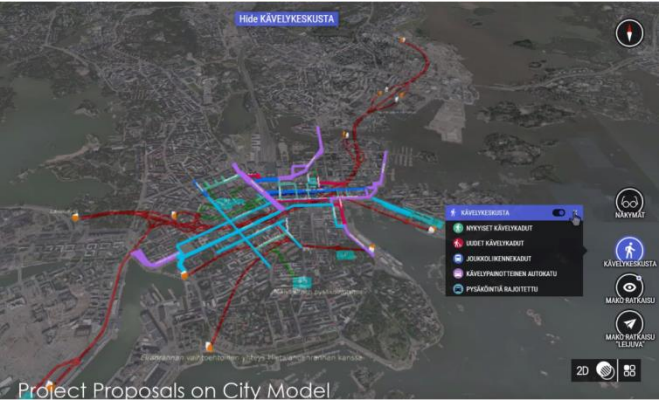 Hide KÄVELYKESKUSTA
NÄKYMÄT
KÄVELYKESKUSTA
NYKYISET KÄVELYKADUT
UUDET KÄVELYKADUT
JOUKKOLIIKENNEKADUT
KÄVELYPAINOTTEINEN AUTOKATU
PYSÄKÖINTIÄ RAJOITETTU
KÄVELYKESKUSTA
MAKO RATKAISU
MAKO RATKAISU
"LEIJUVA"
2D
Project Proposals on City Model